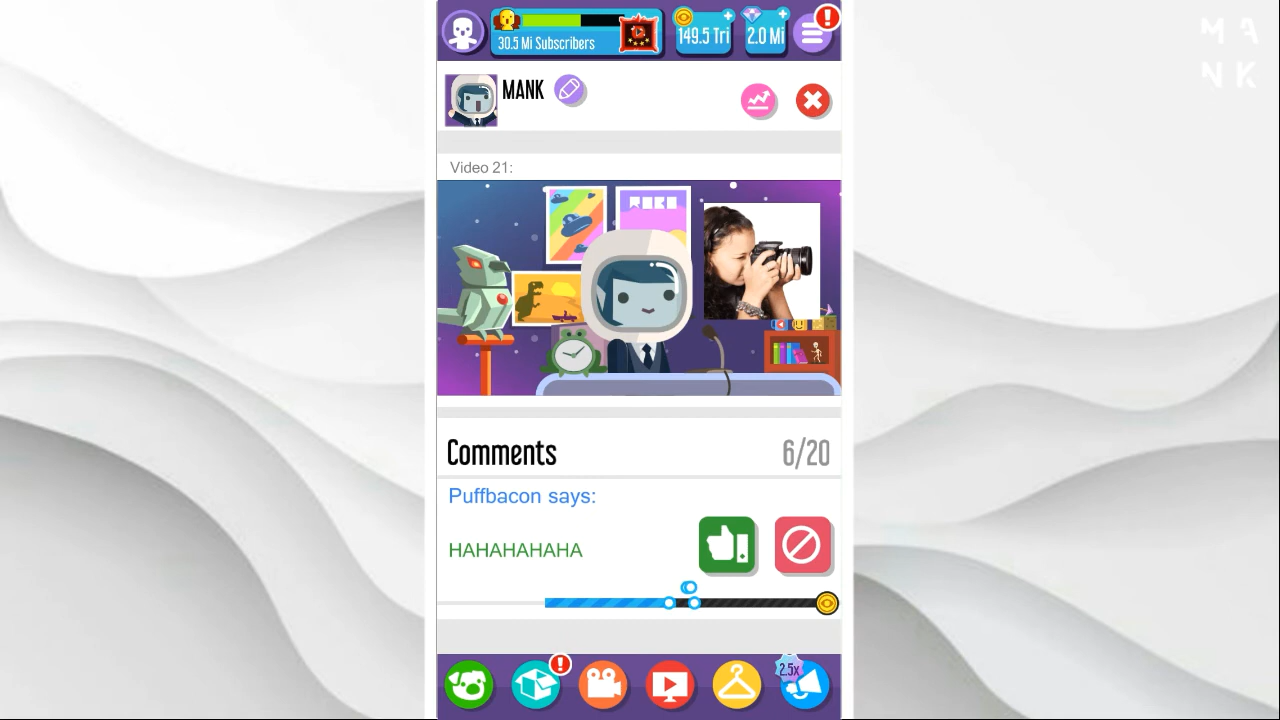 30.5 Mi Subscribers
149.5 Tri
2.0 Mi
M A
N K
MANK
Video 21:
Comments
6/20
Puffbacon says:
HAHAHAHAHA
2.5x